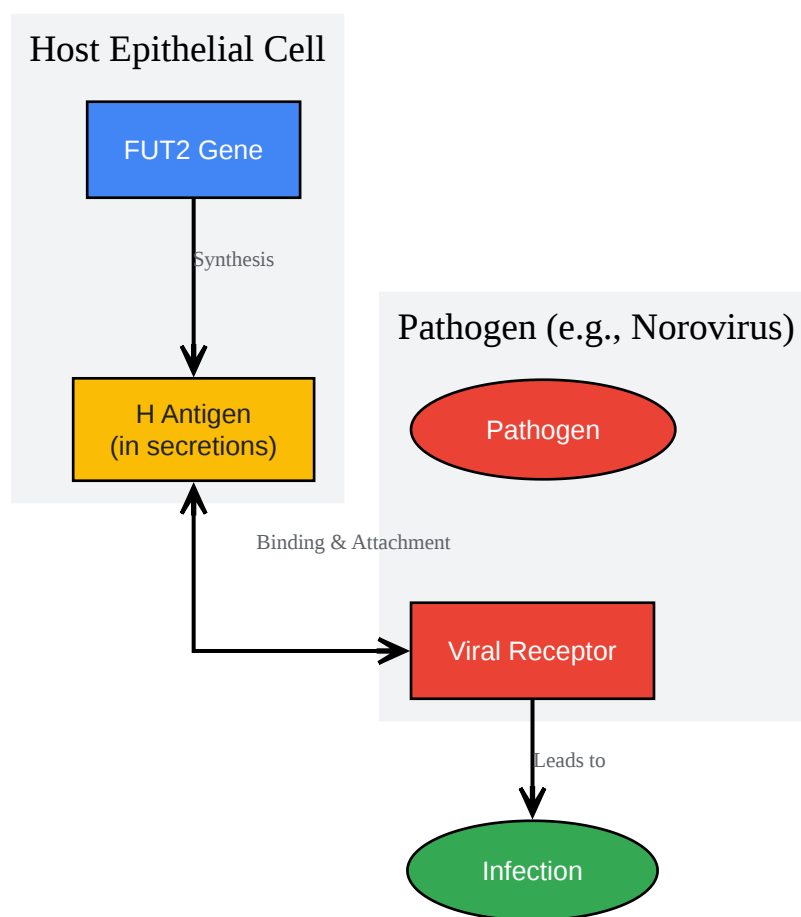 Host Epithelial Cell
FUT2 Gene
Synthesis
Pathogen (e.g., Norovirus)
H Antigen
(in secretions)
Pathogen
Binding & Attachment
Viral Receptor
Leads to
Infection